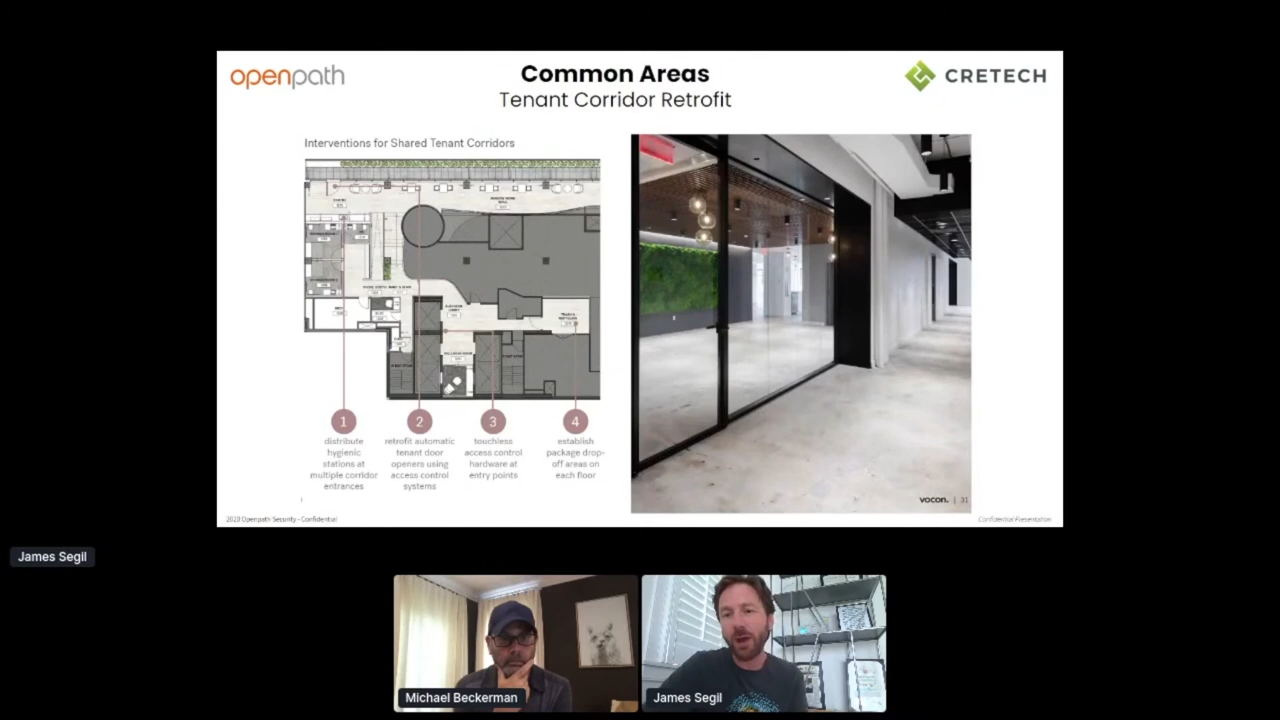 openpath
Common Areas
Tenant Corridor Retrofit
CRETECH
Interventions for Shared Tenant Corridors
1
2
3
4
distribute
hygienic
stations at
multiple corridor
entrances
retrofit automatic
tenant door
openers using
access control
systems
touchless
access control
hardware at
entry points
establish
package drop-
off areas on
each floor
vocon. | 31
2020 Openpath Security - Confidential
Confidential Presentation
James Segil
Michael Beckerman
James Segil